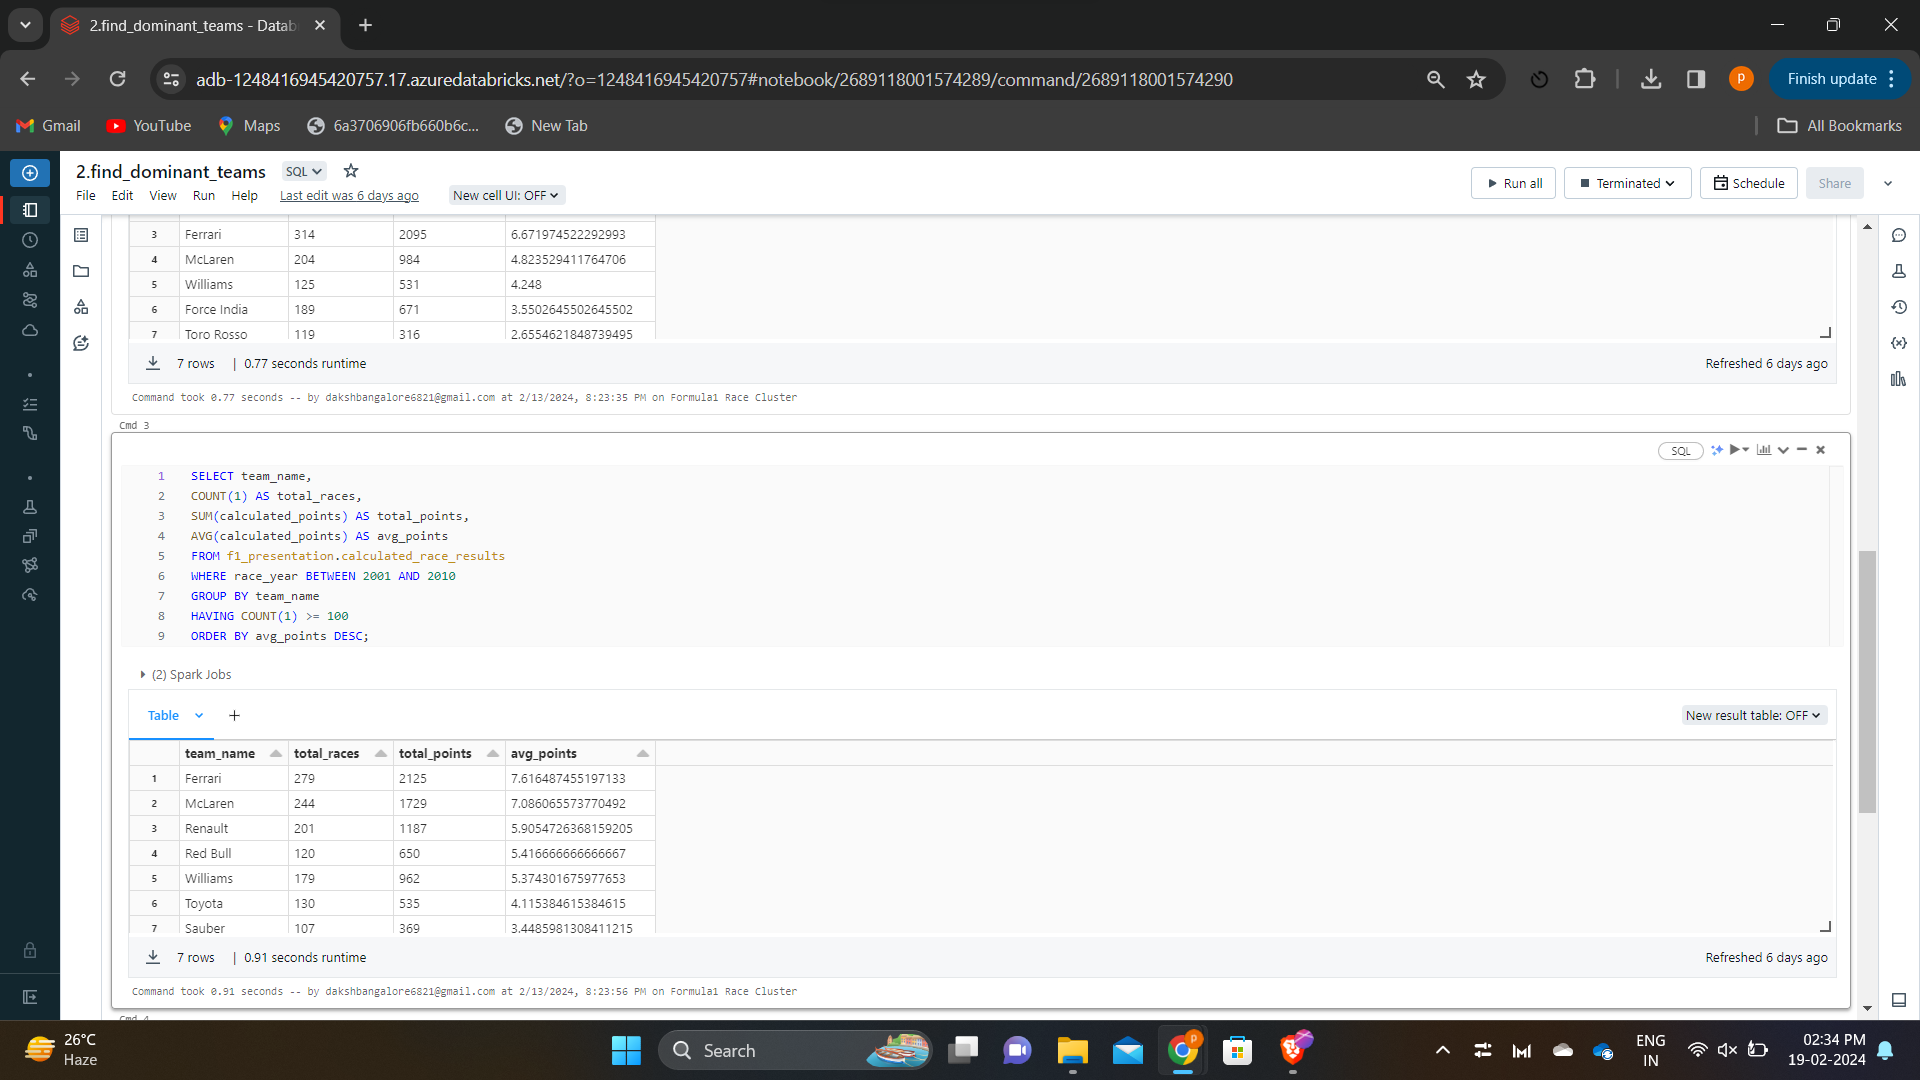 2.find_dominant_teams - Datab
adb-1248416945420757.17.azuredatabricks.net/?o=1248416945420757#notebook/2689118001574289/command/2689118001574290
P
Finish update
Gmail
YouTube
Maps
6a3706906fb660b6c...
New Tab
All Bookmarks
2.find_dominant_teams
SQL
File Edit View Run Help Last edit was 6 days ago New cell UI: OFF
Run all
Terminated
Schedule
Share
3 Ferrari 314 2095 6.671974522292993
4 McLaren 204 984 4.823529411764706
5 Williams 125 531 4.248
6 Force India 189 671 3.5502645502645502
7 Toro Rosso 119 316 2.6554621848739495
7 rows | 0.77 seconds runtime
Refreshed 6 days ago
Command took 0.77 seconds -- by dakshbangalore6821@gmail.com at 2/13/2024, 8:23:35 PM on Formula1 Race Cluster
Cmd 3
SQL
1 SELECT team_name,
2 COUNT(1) AS total_races,
3 SUM(calculated_points) AS total_points,
4 AVG(calculated_points) AS avg_points
5 FROM f1_presentation.calculated_race_results
6 WHERE race_year BETWEEN 2001 AND 2010
7 GROUP BY team_name
8 HAVING COUNT(1) >= 100
9 ORDER BY avg_points DESC;
(2) Spark Jobs
Table
+
New result table: OFF
team_name total_races total_points avg_points
1 Ferrari 279 2125 7.616487455197133
2 McLaren 244 1729 7.086065573770492
3 Renault 201 1187 5.9054726368159205
4 Red Bull 120 650 5.416666666666667
5 Williams 179 962 5.374301675977653
6 Toyota 130 535 4.115384615384615
7 Sauber 107 369 3.4485981308411215
7 rows | 0.91 seconds runtime
Refreshed 6 days ago
Command took 0.91 seconds -- by dakshbangalore6821@gmail.com at 2/13/2024, 8:23:56 PM on Formula1 Race Cluster
Cmd 4
26°C
Haze
Search
P
ENG
IN
02:34 PM
19-02-2024